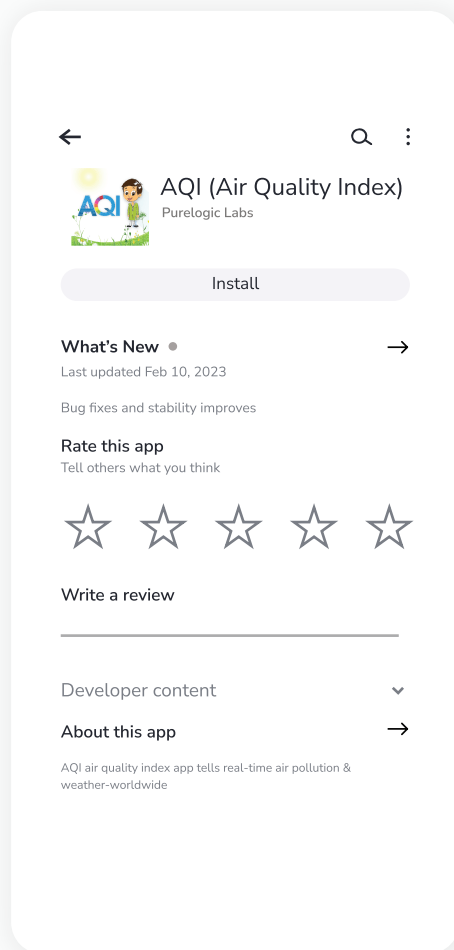 AQI (Air Quality Index)
AQI
Purelogic Labs
Install
What's New
Last updated Feb 10, 2023
Bug fixes and stability improves
Rate this app
Tell others what you think
Write a review
Developer content
About this app
AQI air quality index app tells real-time air pollution &
weather-worldwide